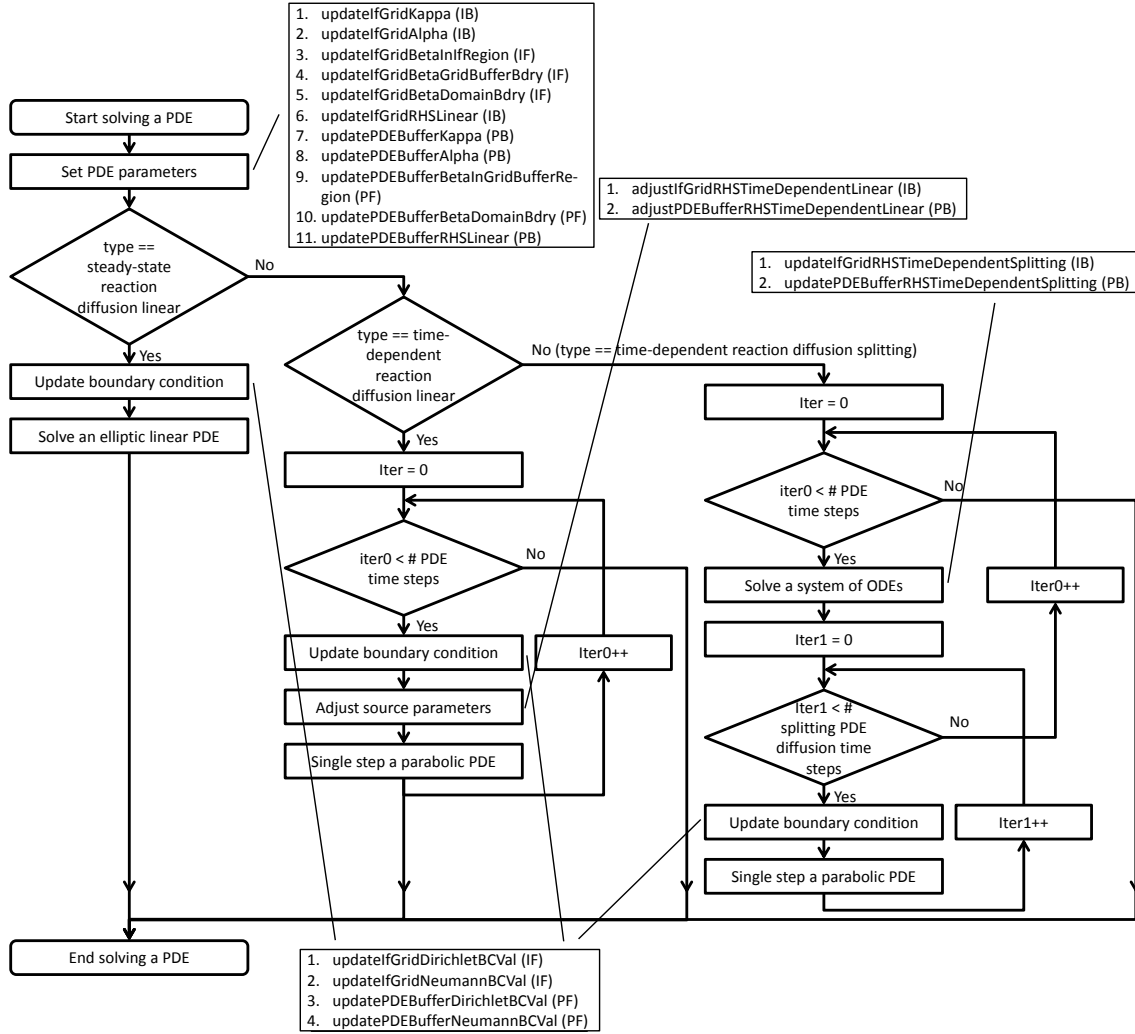 1. updateIfGridKappa (IB)
2. updateIfGridAlpha (IB)
3. updateIfGridBetaInIfRegion (IF)
4. updateIfGridBetaGridBufferBdry (IF)
5. updateIfGridBetaDomainBdry (IF)
6. updateIfGridRHSLinear (IB)
7. updatePDEBufferKappa (PB)
8. updatePDEBufferAlpha (PB)
9. updatePDEBufferBetaInGridBufferRe-
gion (PF)
10. updatePDEBufferBetaDomainBdry (PF)
11. updatePDEBufferRHSLinear (PB)
Start solving a PDE
Set PDE parameters
1. adjustIfGridRHSTimeDependentLinear (IB)
2. adjustPDEBufferRHSTimeDependentLinear (PB)
type ==
steady-state
reaction
diffusion linear
No
Yes
1. updateIfGridRHSTimeDependentSplitting (IB)
2. updatePDEBufferRHSTimeDependentSplitting (PB)
type == time-
dependent
reaction
diffusion linear
No (type == time-dependent reaction diffusion splitting)
Yes
Update boundary condition
Solve an elliptic linear PDE
Iter = 0
iter0 < # PDE
time steps
No
Yes
Update boundary condition
Iter0++
Adjust source parameters
Single step a parabolic PDE
Iter = 0
iter0 < # PDE
time steps
No
Yes
Solve a system of ODEs
Iter0++
Iter1 = 0
Iter1 < #
splitting PDE
diffusion time
steps
No
Yes
Update boundary condition
Iter1++
Single step a parabolic PDE
End solving a PDE
1. updateIfGridDirichletBCVal (IF)
2. updateIfGridNeumannBCVal (IF)
3. updatePDEBufferDirichletBCVal (PF)
4. updatePDEBufferNeumannBCVal (PF)